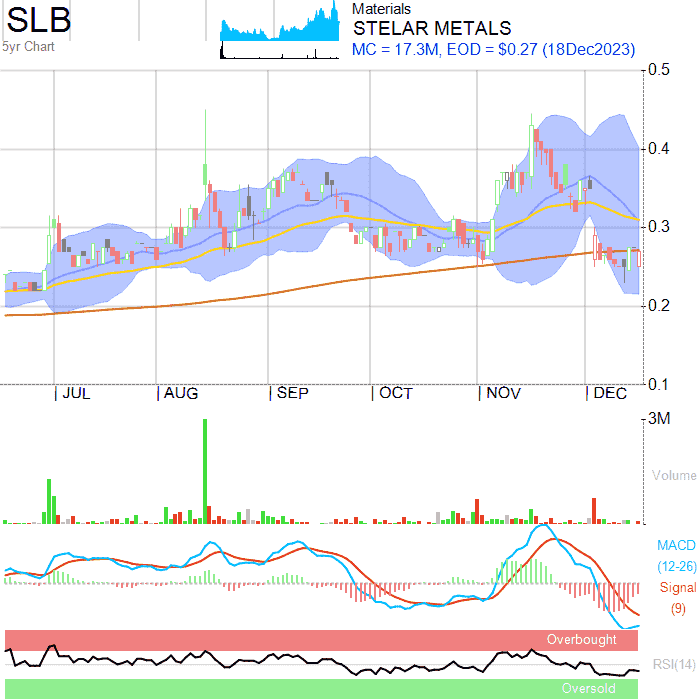 SLB
5yr Chart
Materials
STELAR METALS
MC = 17.3M, EOD = $0.27 (18Dec2023)
0.5
0.4
0.3
0.2
0.1
JUL
AUG
SEP
OCT
NOV
DEC
3M
Volume
MACD
(12-26)
Signal
(9)
Overbought
RSI(14)
Oversold